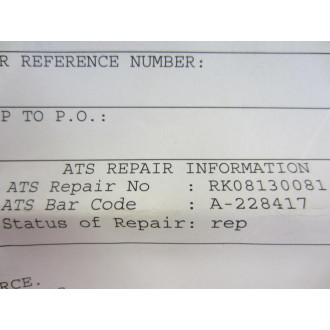 R REFERENCE NUMBER:
P TO P.O.:
ATS REPAIR INFORMATION
ATS Repair No : RK08130081
ATS Bar Code : A-228417
Status of Repair: rep
RCE.